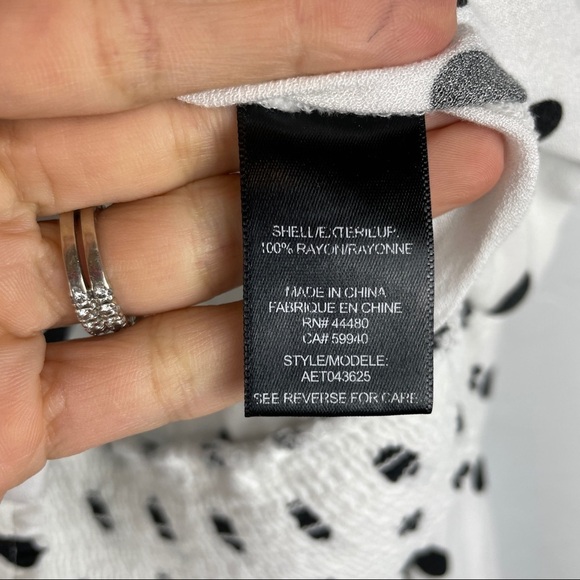 SHELL/EXTERIEUR:
100% RAYON/RAYONNE
MADE IN CHINA
FABRIQUE EN CHINE
RN# 44480
CA# 59940
STYLE/MODELE:
AET043625
SEE REVERSE FOR CARE